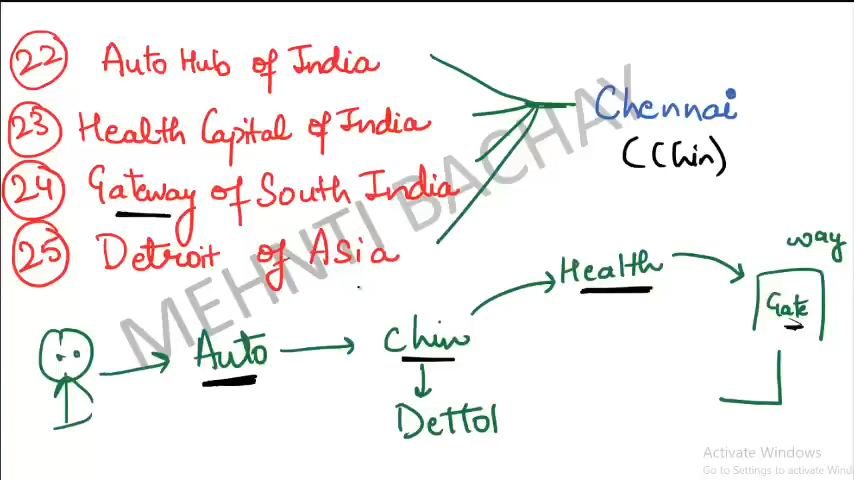 22 Auto Hub of India
23 Health Capital of India
24 Gateway of South India
25 Detroit of Asia
Chennai
(Chin)
MEHNTI BACHAY
Auto
Chin
Dettol
Health
way
Gate
Activate Windows
Go to Settings to activate Wind